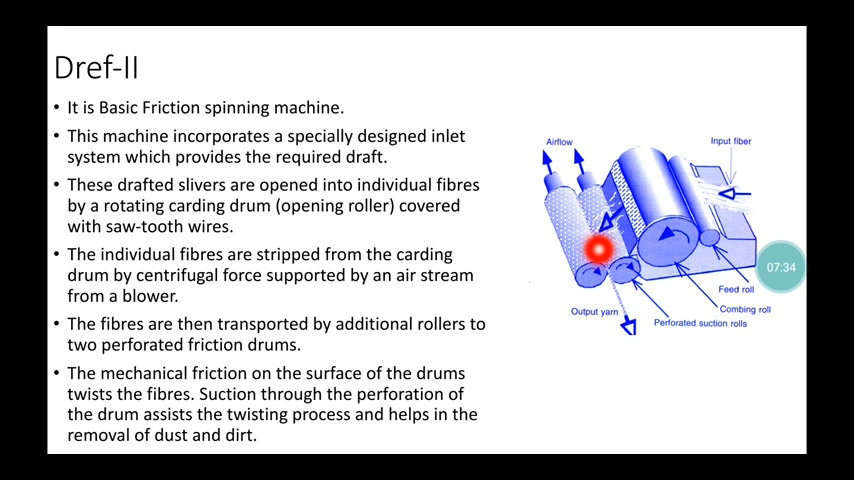 Dref-II
• It is Basic Friction spinning machine.
• This machine incorporates a specially designed inlet
system which provides the required draft.
• These drafted slivers are opened into individual fibres
by a rotating carding drum (opening roller) covered
with saw-tooth wires.
• The individual fibres are stripped from the carding
drum by centrifugal force supported by an air stream
from a blower.
• The fibres are then transported by additional rollers to
two perforated friction drums.
• The mechanical friction on the surface of the drums
twists the fibres. Suction through the perforation of
the drum assists the twisting process and helps in the
removal of dust and dirt.
Airflow
Input fiber
07:34
Feed roll
Combing roll
Output yarn
Perforated suction rolls